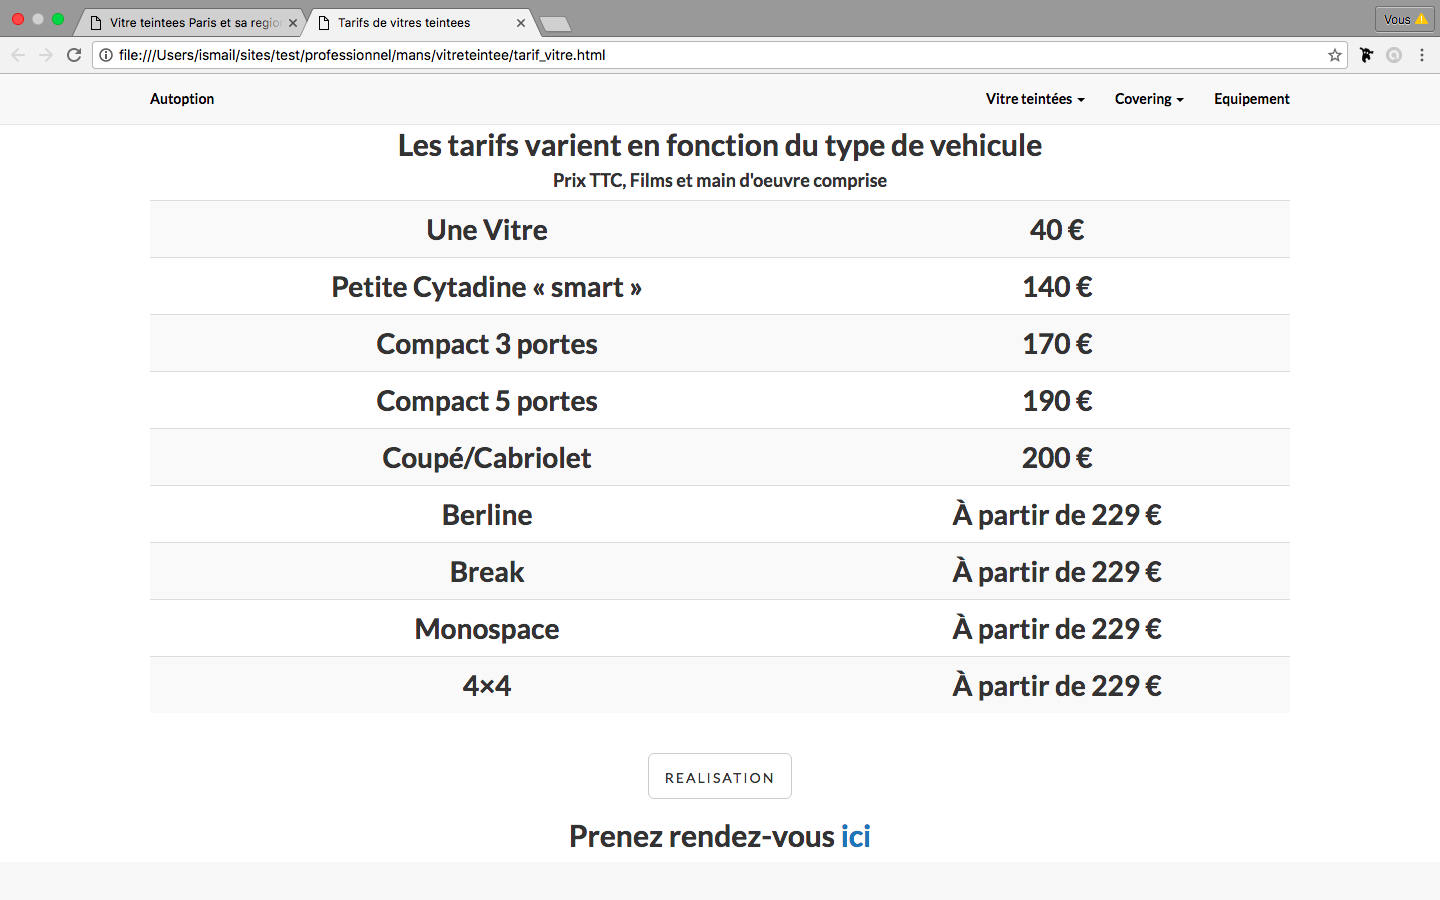 Vitre teintees Paris et sa regio
Tarifs de vitres teintees
Vous
file:///Users/ismail/sites/test/professionnel/mans/vitreteintee/tarif_vitre.html
Autoption
Vitre teintées
Covering
Equipement
Les tarifs varient en fonction du type de vehicule
Prix TTC, Films et main d'oeuvre comprise
Une Vitre 40 €
Petite Cytadine « smart » 140 €
Compact 3 portes 170 €
Compact 5 portes 190 €
Coupé/Cabriolet 200 €
Berline À partir de 229 €
Break À partir de 229 €
Monospace À partir de 229 €
4×4 À partir de 229 €
REALISATION
Prenez rendez-vous ici